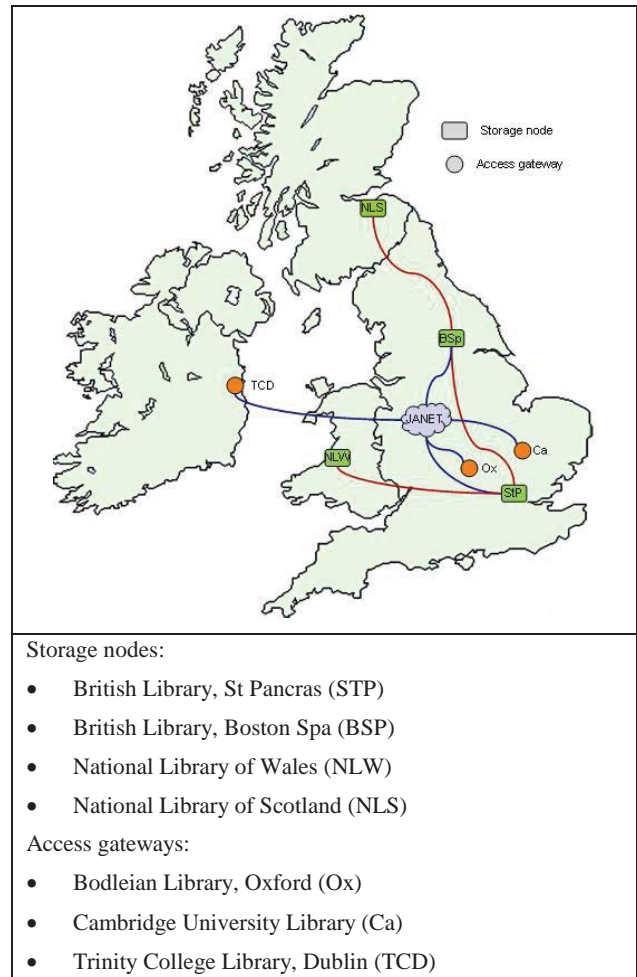 Storage node
Access gateway
NLS
BSp
TCD
JANET
Ca
NLW
Ox
StP
Storage nodes:
• British Library, St Pancras (STP)
• British Library, Boston Spa (BSP)
• National Library of Wales (NLW)
• National Library of Scotland (NLS)
Access gateways:
• Bodleian Library, Oxford (Ox)
• Cambridge University Library (Ca)
• Trinity College Library, Dublin (TCD)